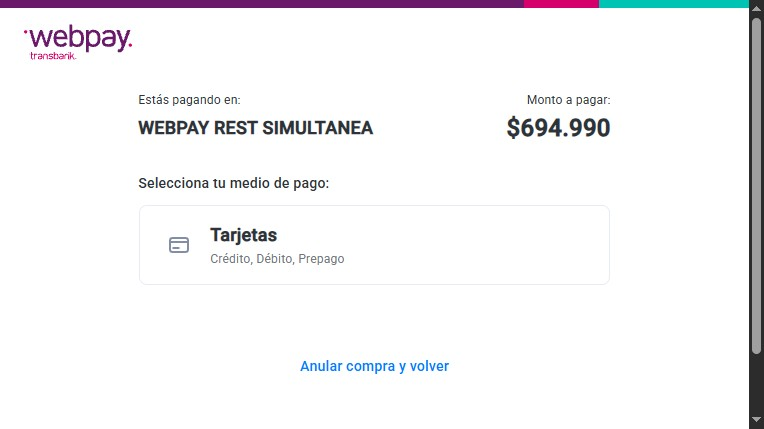 webpay.
transbank.
Estás pagando en:
Monto a pagar:
WEBPAY REST SIMULTANEA
$694.990
Selecciona tu medio de pago:
Tarjetas
Crédito, Débito, Prepago
Anular compra y volver